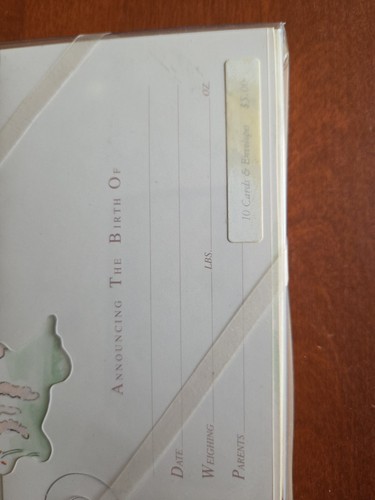 ANNOUNCING THE BIRTH OF
DATE
WEIGHING LBS. OZ.
PARENTS
10 Cards & Envelopes